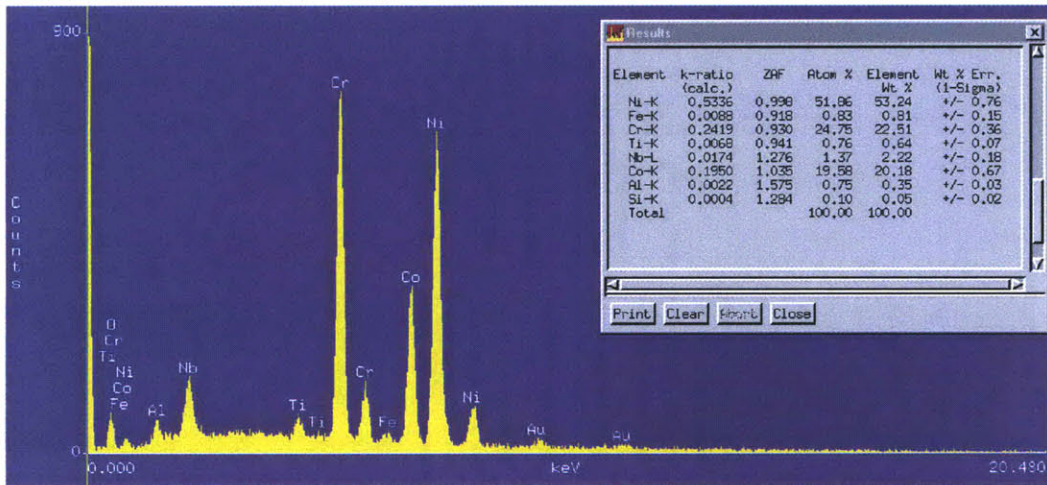 900
Counts
0
0.000
keV
20.480
O
Cr
Ti
Ni
Co
Fe
Al
Nb
Ti
Ti
Cr
Cr
Fe
Co
Ni
Ni
Au
Au
Results
Element k-ratio ZAF Atom % Element Wt % Err.
(calc.) Wt % (1-Sigma)
Ni-K 0.5336 0.998 51.86 53.24 +/- 0.76
Fe-K 0.0088 0.918 0.83 0.81 +/- 0.15
Cr-K 0.2419 0.930 24.75 22.51 +/- 0.36
Ti-K 0.0068 0.941 0.76 0.64 +/- 0.07
Nb-L 0.0174 1.276 1.37 2.22 +/- 0.18
Co-K 0.1950 1.035 19.58 20.18 +/- 0.67
Al-K 0.0022 1.575 0.75 0.35 +/- 0.03
Si-K 0.0004 1.284 0.10 0.05 +/- 0.02
Total 100.00 100.00
Print Clear Abort Close